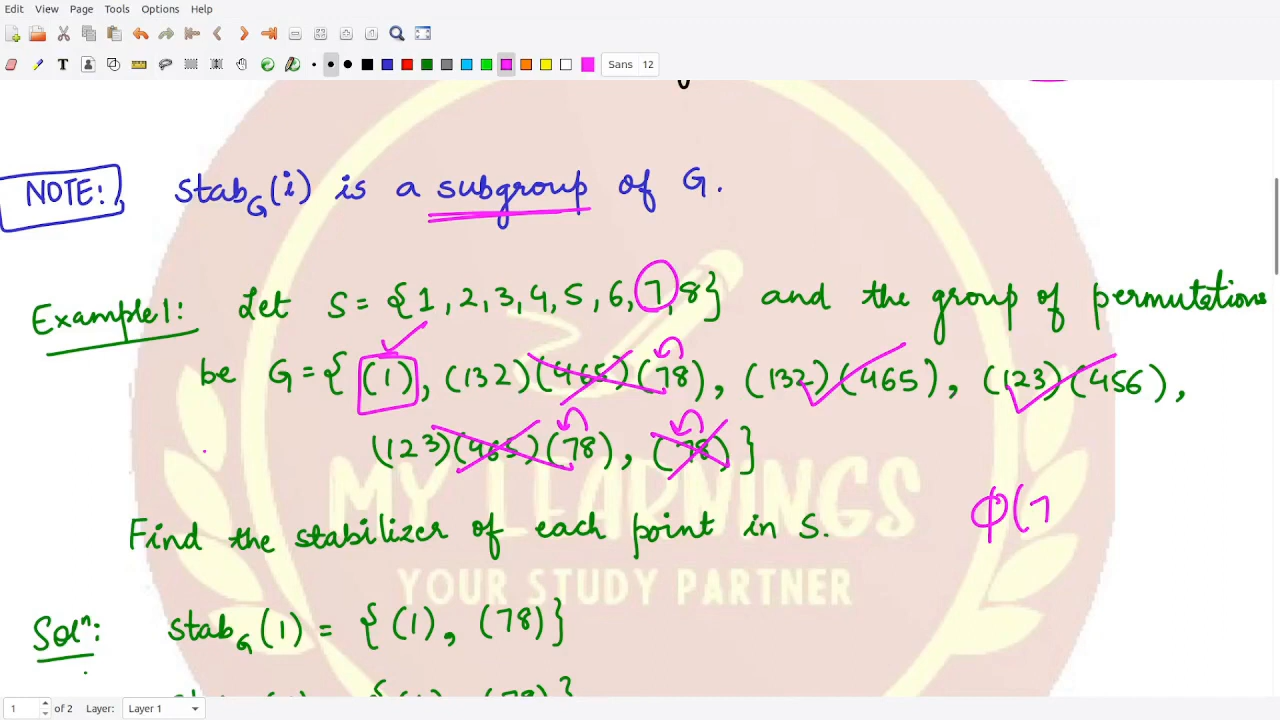 Edit View Page Tools Options Help
T Sans 12
NOTE: Stab_G(i) is a subgroup of G.
Example 1: Let S = {1, 2, 3, 4, 5, 6, 7, 8} and the group of permutations
be G = { (1), (132)(465)(78), (132)(465), (123)(456),
(123)(465)(78), (78)}
MY LEARNINGS
ϕ(7
Find the stabilizer of each point in S.
YOUR STUDY PARTNER
Solⁿ: Stab_G(1) = {(1), (78)}
1 of 2 Layer: Layer 1